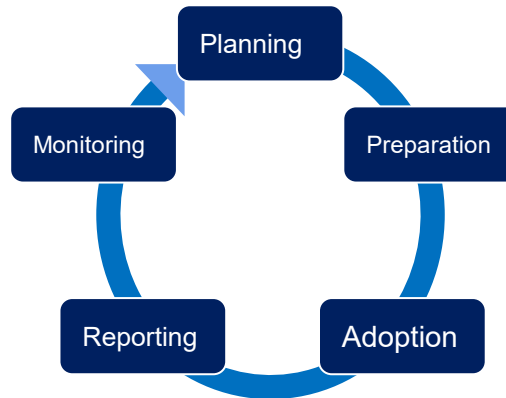 Planning
Preparation
Adoption
Reporting
Monitoring